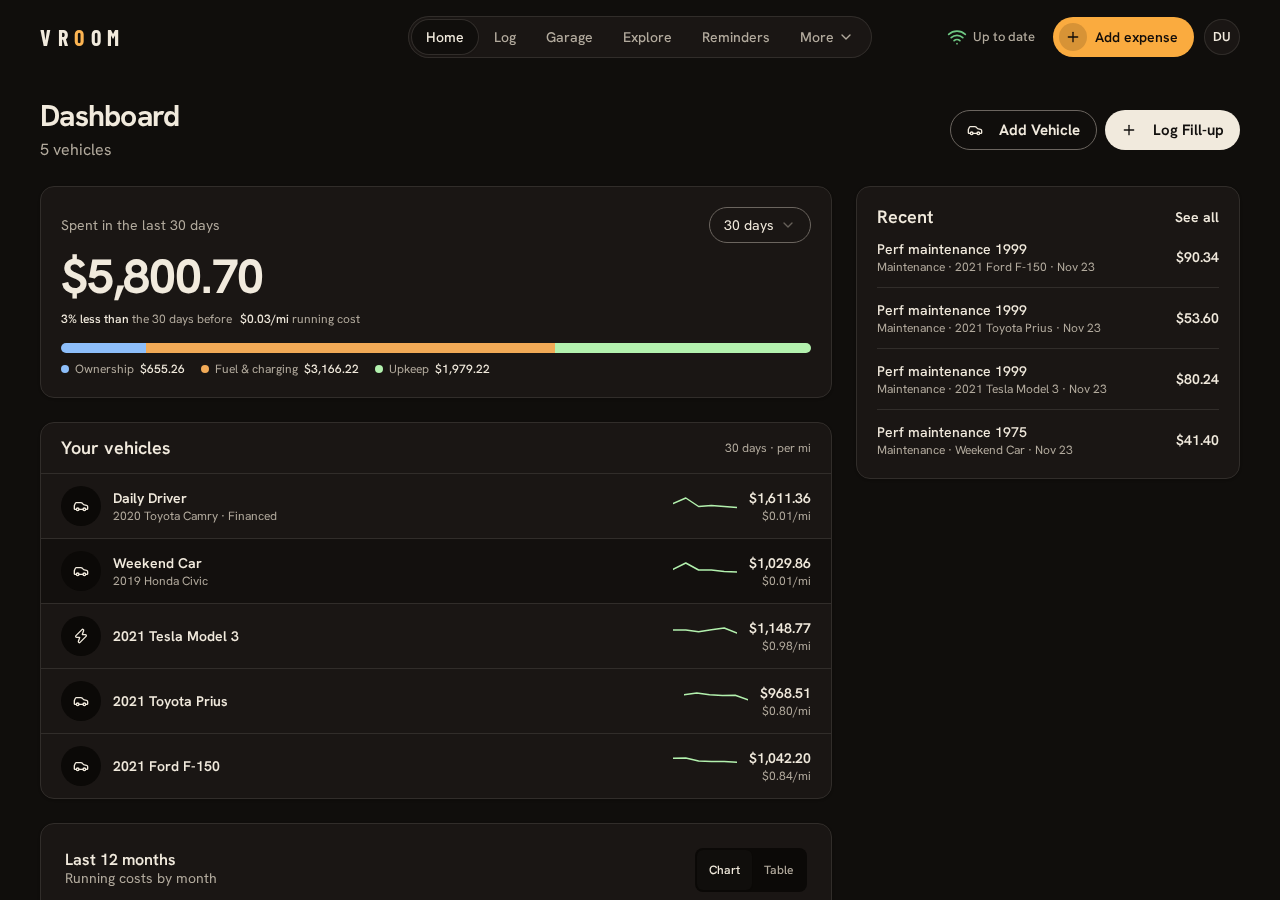 VROOM
Home Log Garage Explore Reminders More
Up to date
Add expense
DU
Dashboard
5 vehicles
Add Vehicle
Log Fill-up
Spent in the last 30 days
30 days
$5,800.70
3% less than the 30 days before $0.03/mi running cost
Ownership $655.26 Fuel & charging $3,166.22 Upkeep $1,979.22
Your vehicles
30 days · per mi
Daily Driver
2020 Toyota Camry · Financed
$1,611.36
$0.01/mi
Weekend Car
2019 Honda Civic
$1,029.86
$0.01/mi
2021 Tesla Model 3
$1,148.77
$0.98/mi
2021 Toyota Prius
$968.51
$0.80/mi
2021 Ford F-150
$1,042.20
$0.84/mi
Last 12 months
Running costs by month
Chart Table
Recent
See all
Perf maintenance 1999
Maintenance · 2021 Ford F-150 · Nov 23
$90.34
Perf maintenance 1999
Maintenance · 2021 Toyota Prius · Nov 23
$53.60
Perf maintenance 1999
Maintenance · 2021 Tesla Model 3 · Nov 23
$80.24
Perf maintenance 1975
Maintenance · Weekend Car · Nov 23
$41.40